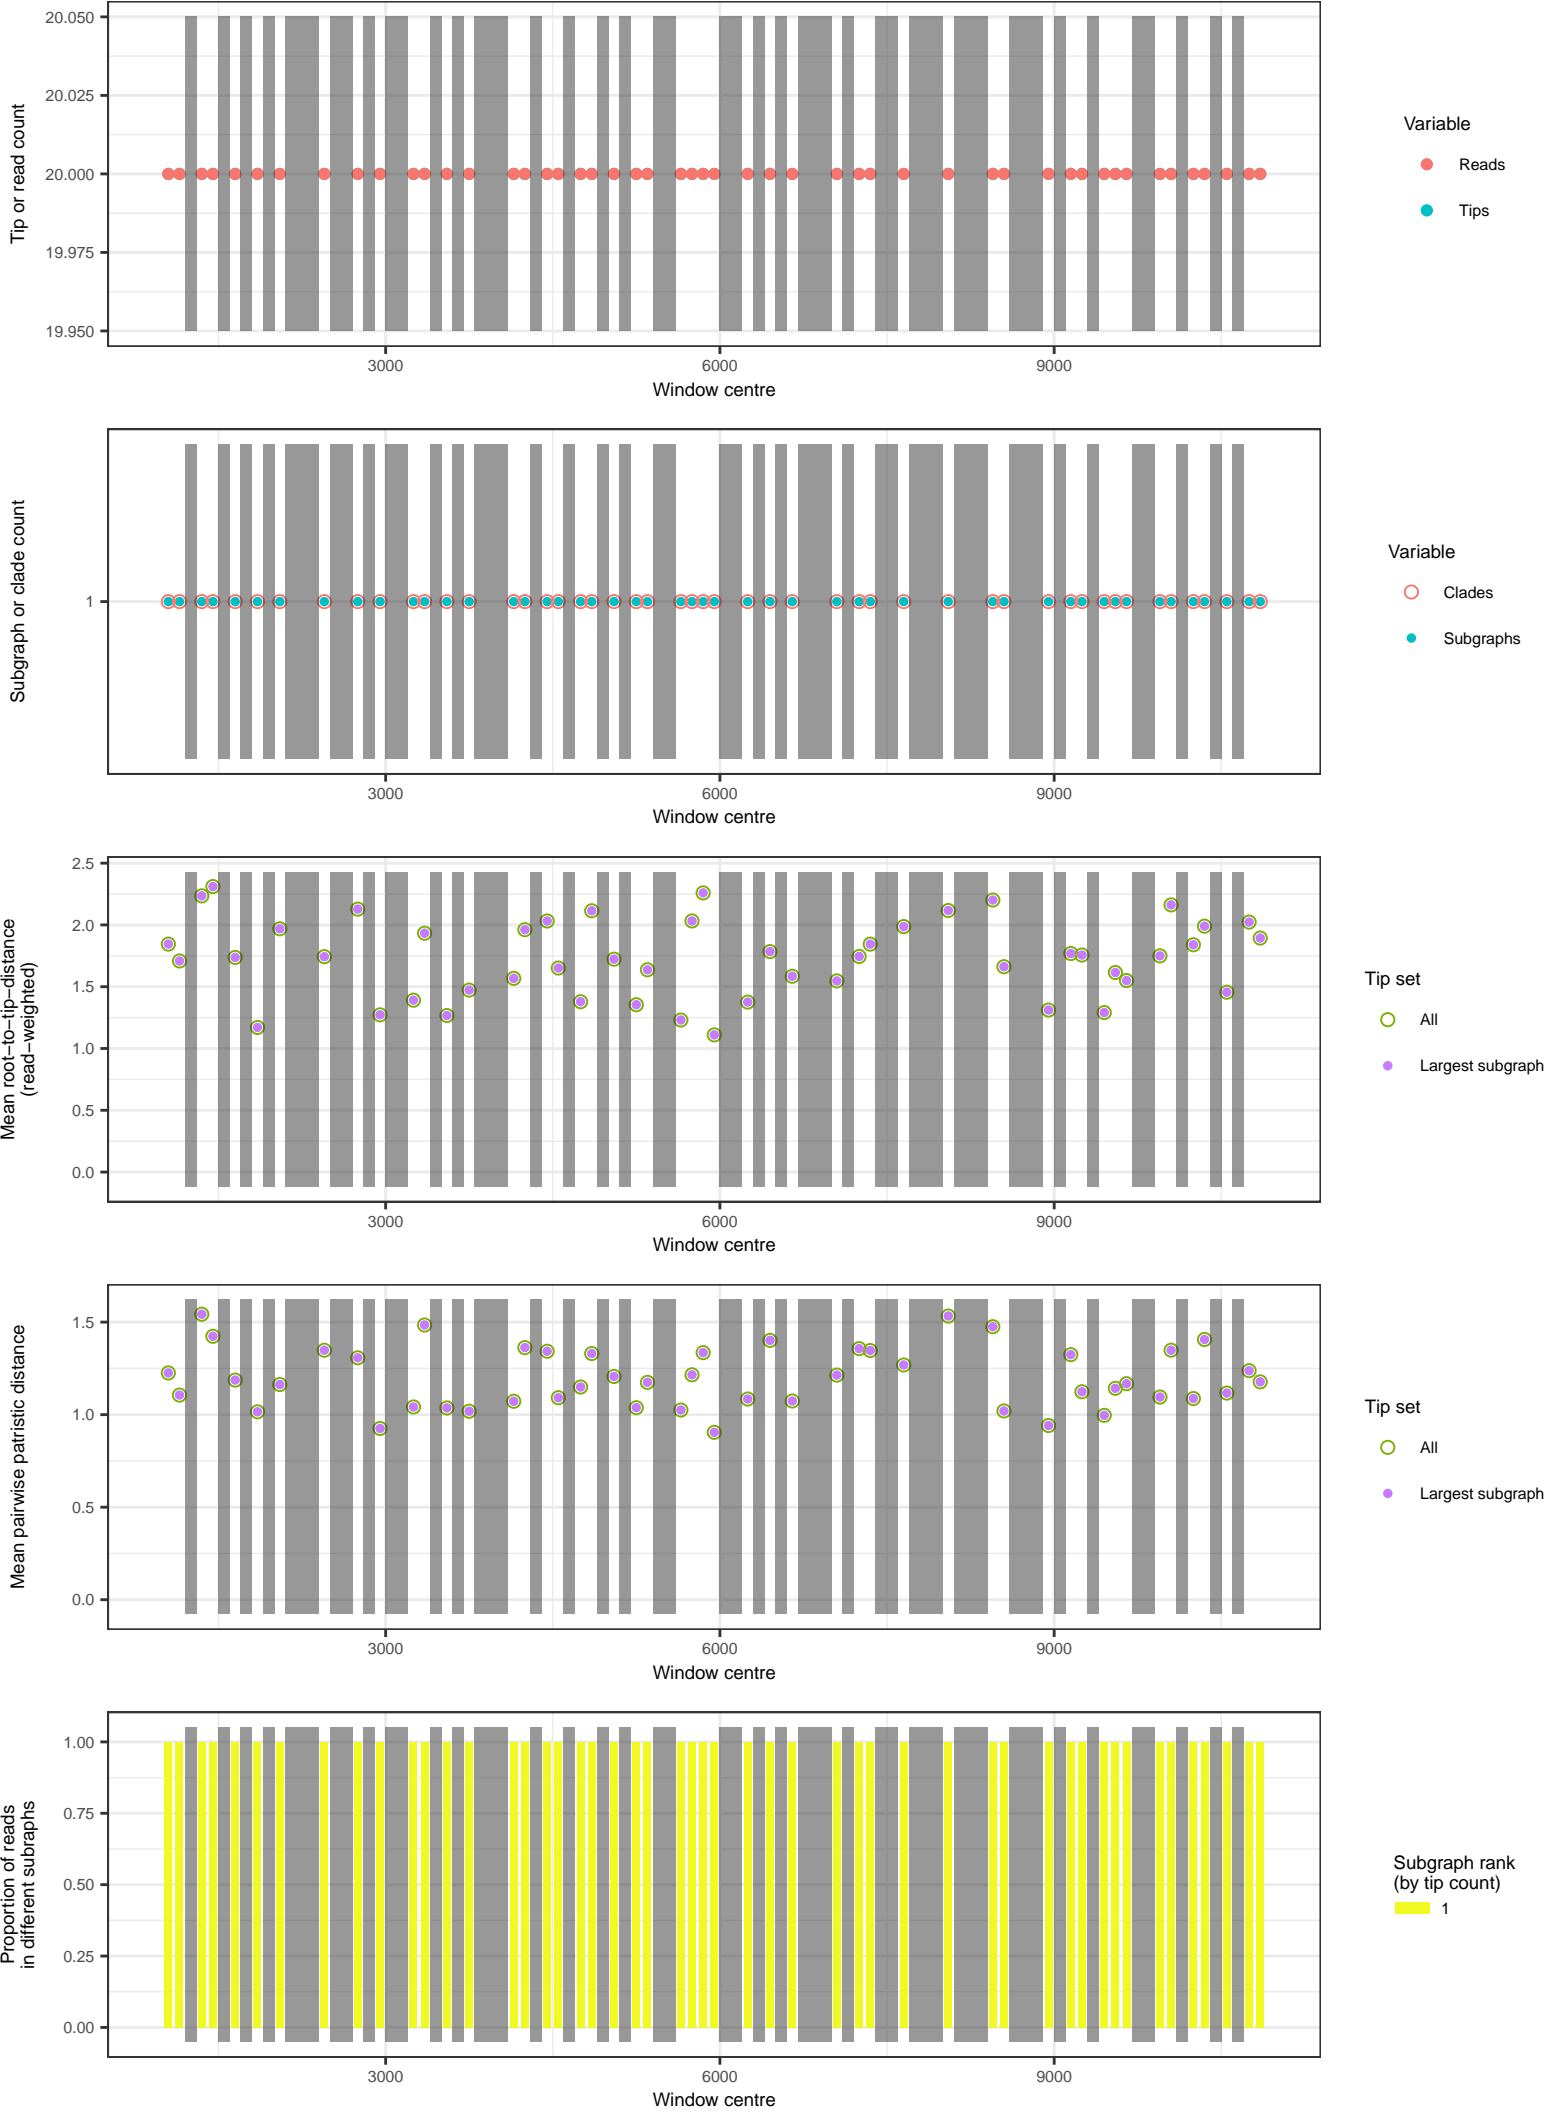 20.050
20.025
20.000
19.975
19.950
Tip or read count
3000
6000
9000
Window centre
Variable
Reads
Tips
1
Subgraph or clade count
3000
6000
9000
Window centre
Variable
Clades
Subgraphs
2.5
2.0
1.5
1.0
0.5
0.0
Mean root−to−tip−distance
(read−weighted)
3000
6000
9000
Window centre
Tip set
All
Largest subgraph
1.5
1.0
0.5
0.0
Mean pairwise patristic distance
3000
6000
9000
Window centre
Tip set
All
Largest subgraph
1.00
0.75
0.50
0.25
0.00
Proportion of reads
in different subraphs
3000
6000
9000
Window centre
Subgraph rank
(by tip count)
1